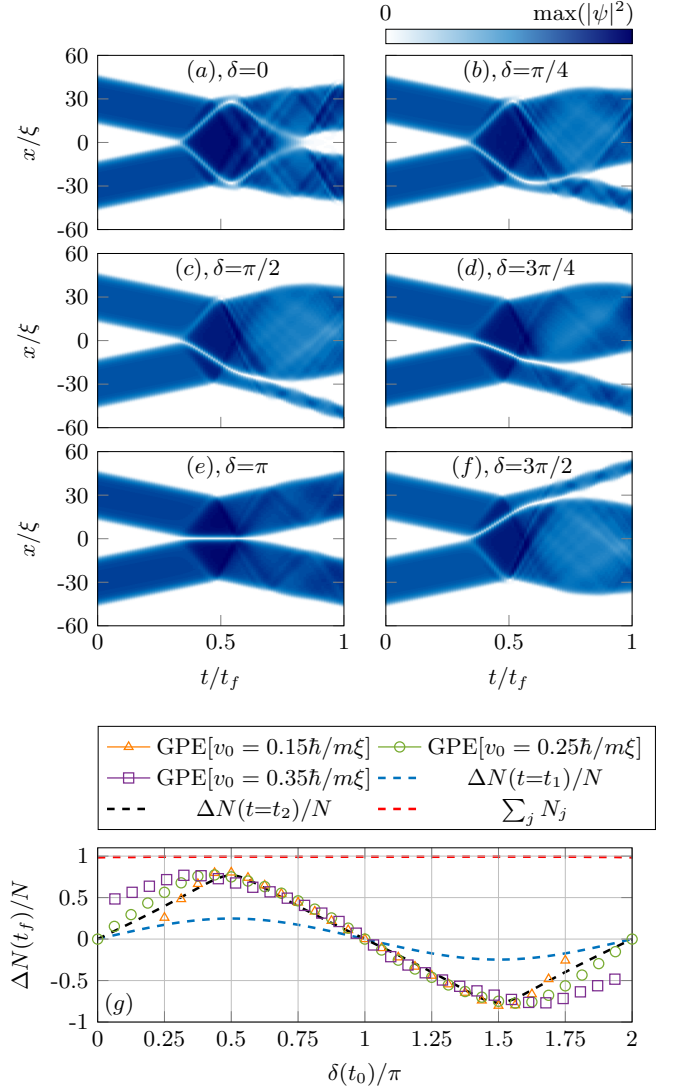 0 max(|ψ|²)
60 (a), δ=0 (b), δ=π/4
30
x/ξ 0
-30
-60
60 (c), δ=π/2 (d), δ=3π/4
30
x/ξ 0
-30
-60
60 (e), δ=π (f), δ=3π/2
30
x/ξ 0
-30
-60
0 0.5 1 0 0.5 1
t/t_f t/t_f
GPE[v₀ = 0.15ħ/mξ] GPE[v₀ = 0.25ħ/mξ]
GPE[v₀ = 0.35ħ/mξ] ΔN(t=t₁)/N
ΔN(t=t₂)/N ∑_j N_j
1
0.5
ΔN(t_f)/N 0
-0.5
-1 (g)
0 0.25 0.5 0.75 1 1.25 1.5 1.75 2
δ(t₀)/π